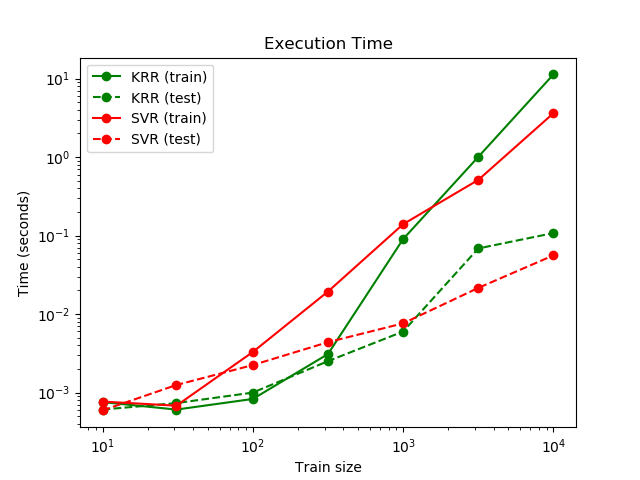 Execution Time
KRR (train)
KRR (test)
SVR (train)
SVR (test)
Time (seconds)
10¹
10⁰
10⁻¹
10⁻²
10⁻³
10¹
10²
10³
10⁴
Train size